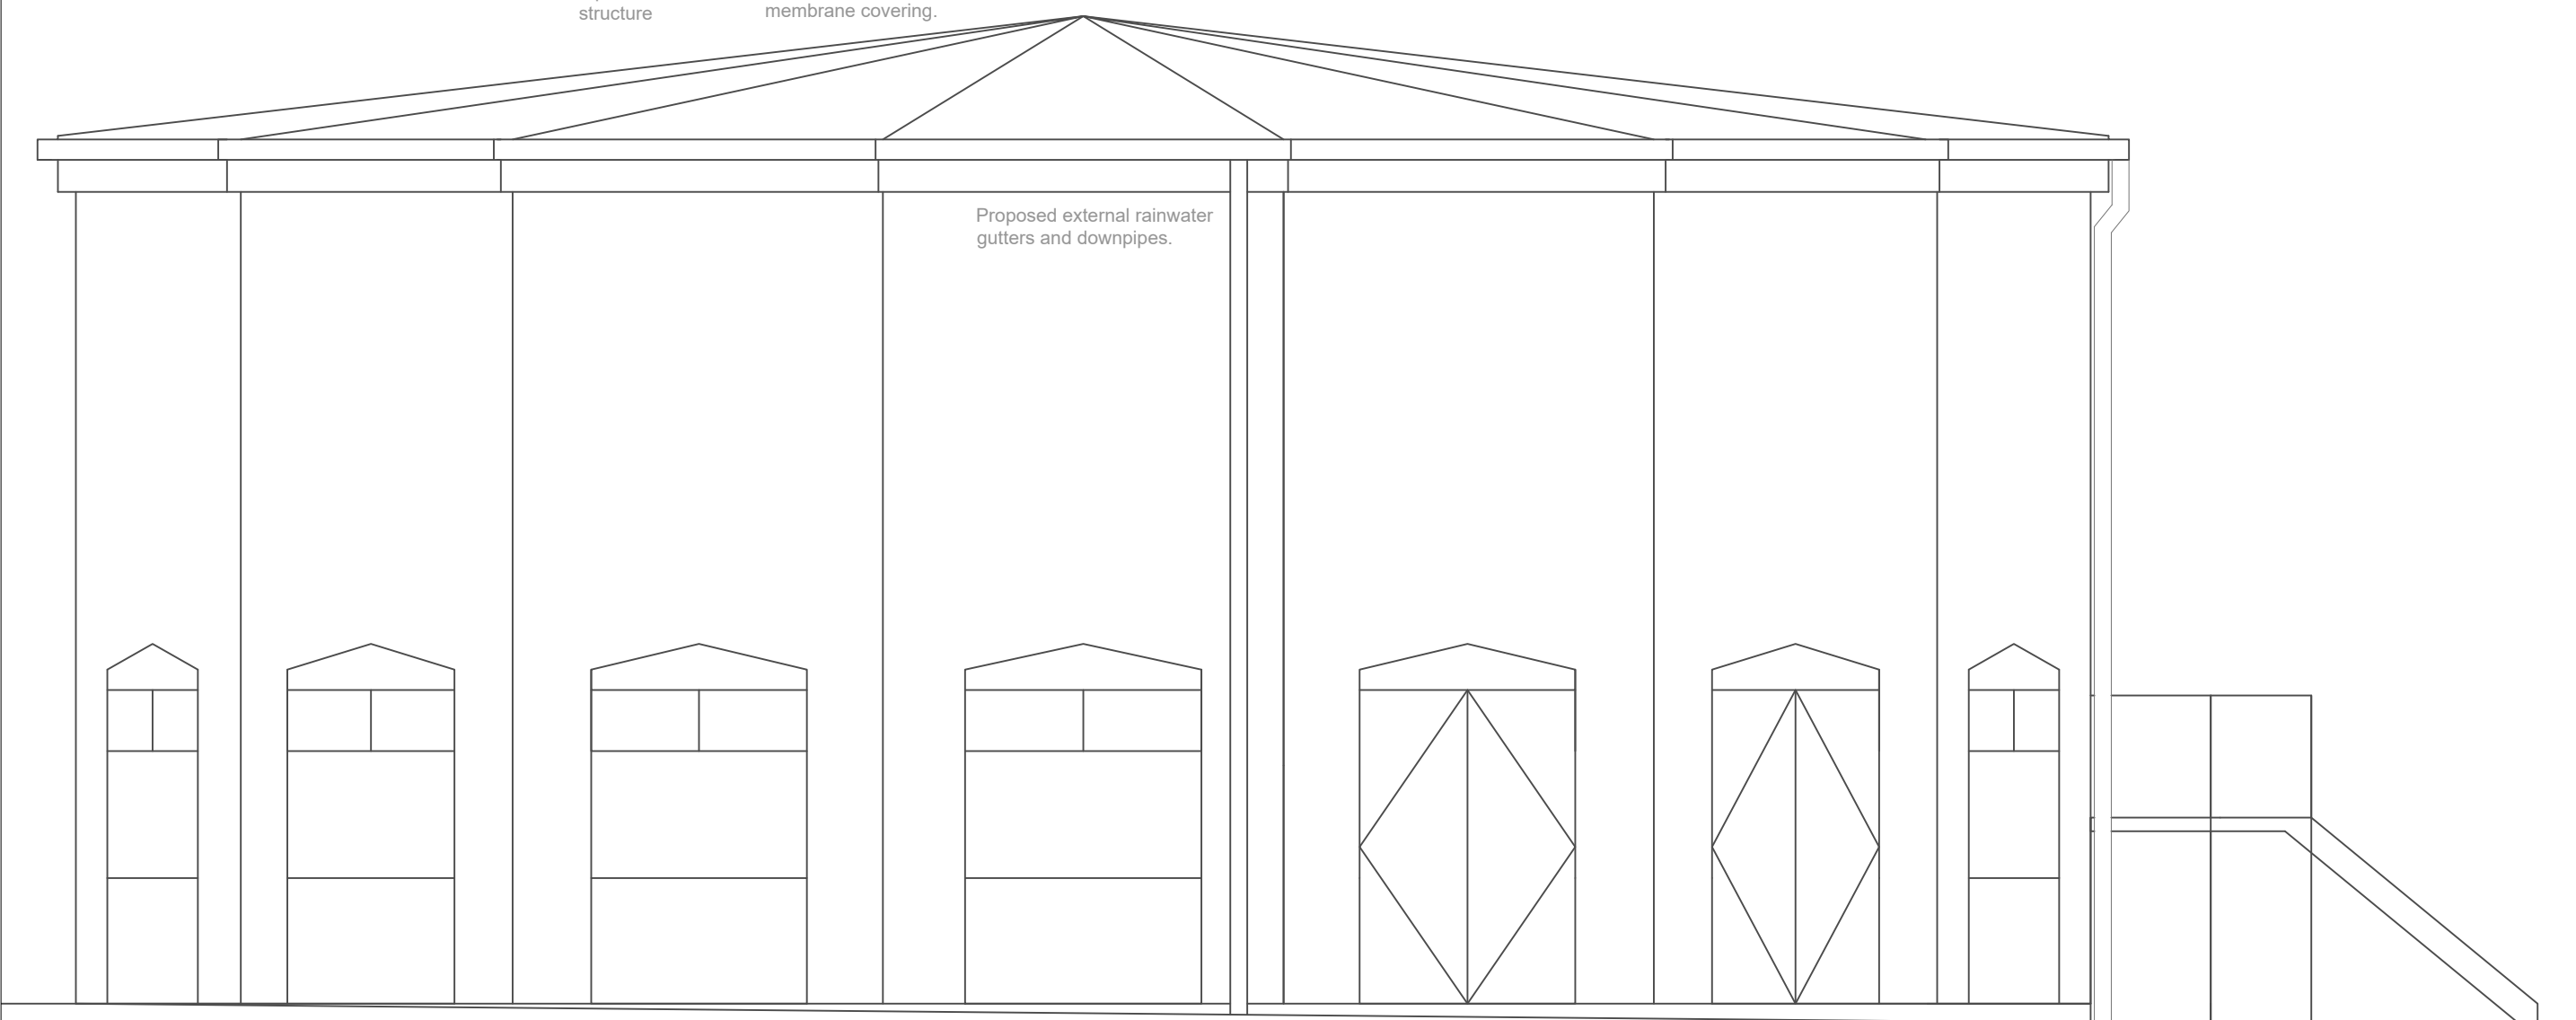 structure
membrane covering.
Proposed external rainwater
gutters and downpipes.